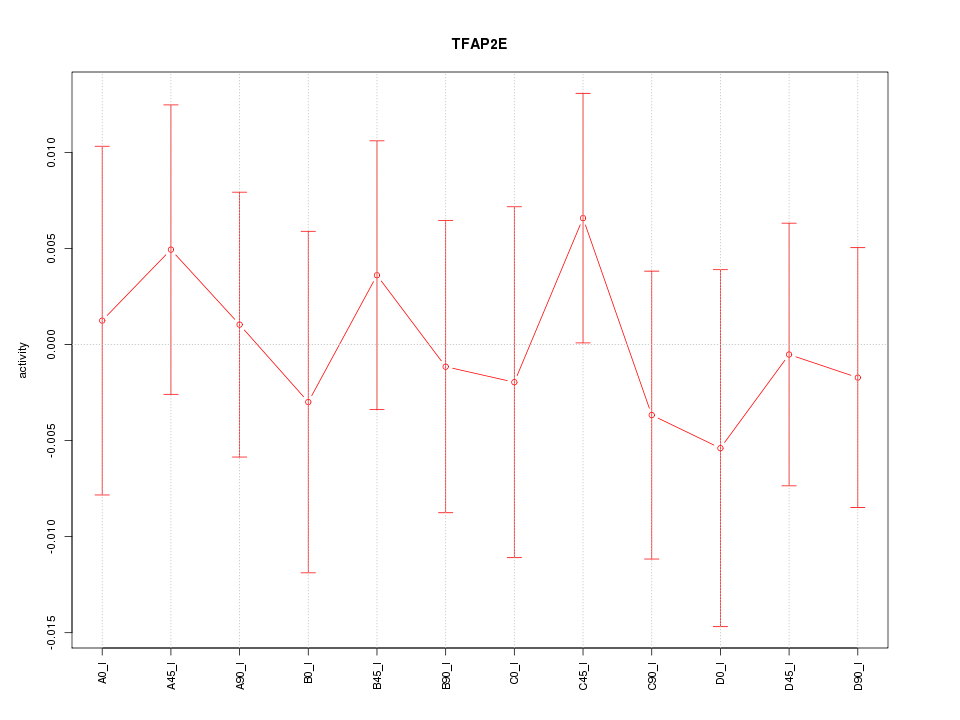 TFAP2E
activity
0.010
0.005
0.000
-0.005
-0.010
-0.015
A0_I
A45_I
A90_I
B0_I
B45_I
B90_I
C0_I
C45_I
C90_I
D0_I
D45_I
D90_I